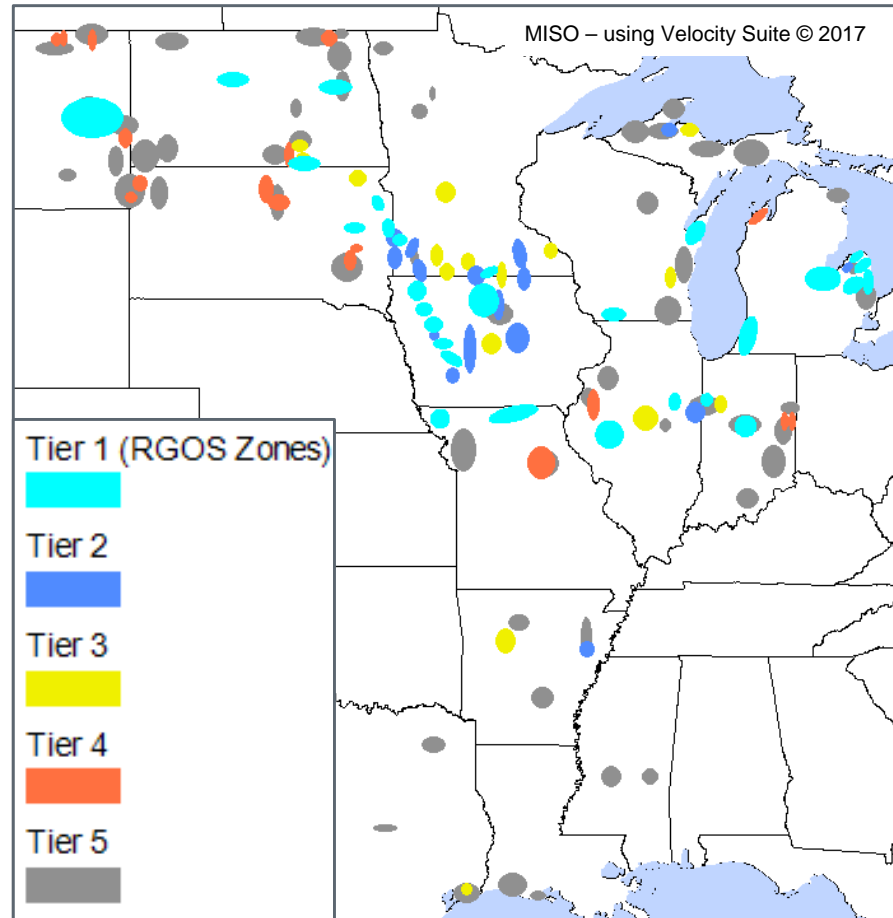 MISO – using Velocity Suite © 2017
Tier 1 (RGOS Zones)
Tier 2
Tier 3
Tier 4
Tier 5